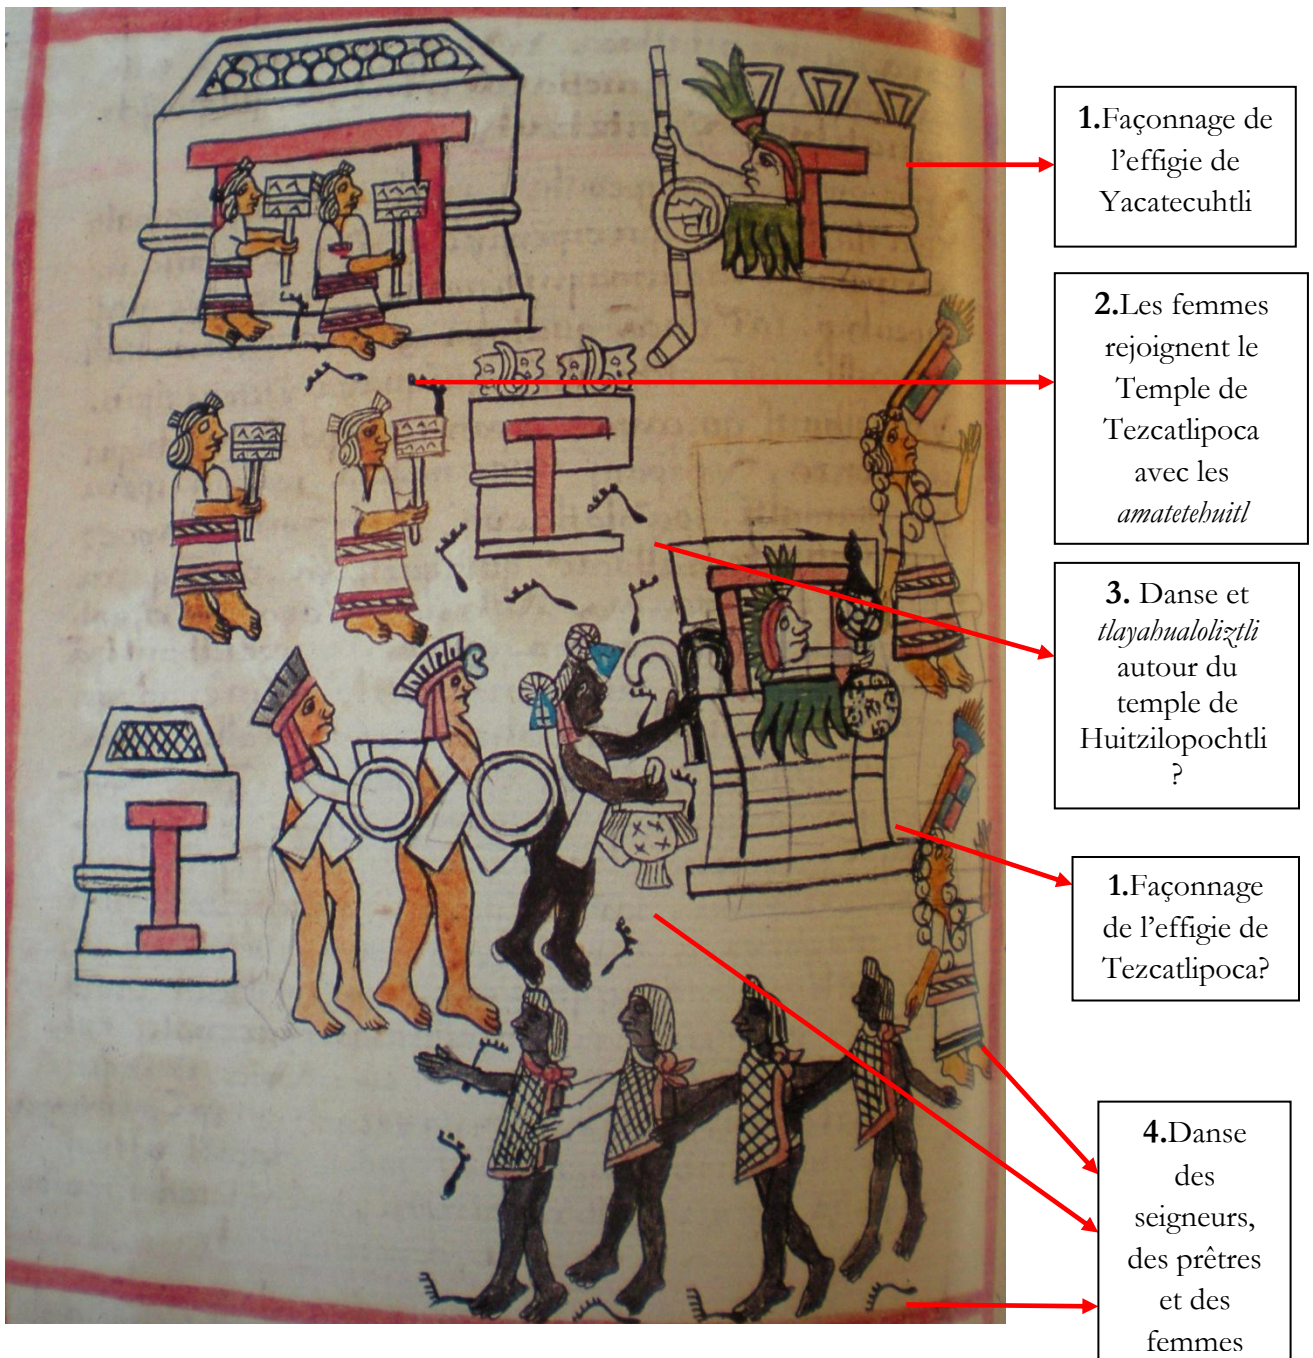 1.Façonnage de
l'effigie de
Yacatecuhtli
2.Les femmes
rejoignent le
Temple de
Tezcatlipoca
avec les
amatetehuitl
3. Danse et
tlayahualoliztli
autour du
temple de
Huitzilopochtli
?
1.Façonnage
de l'effigie de
Tezcatlipoca?
4.Danse
des
seigneurs,
des prêtres
et des
femmes